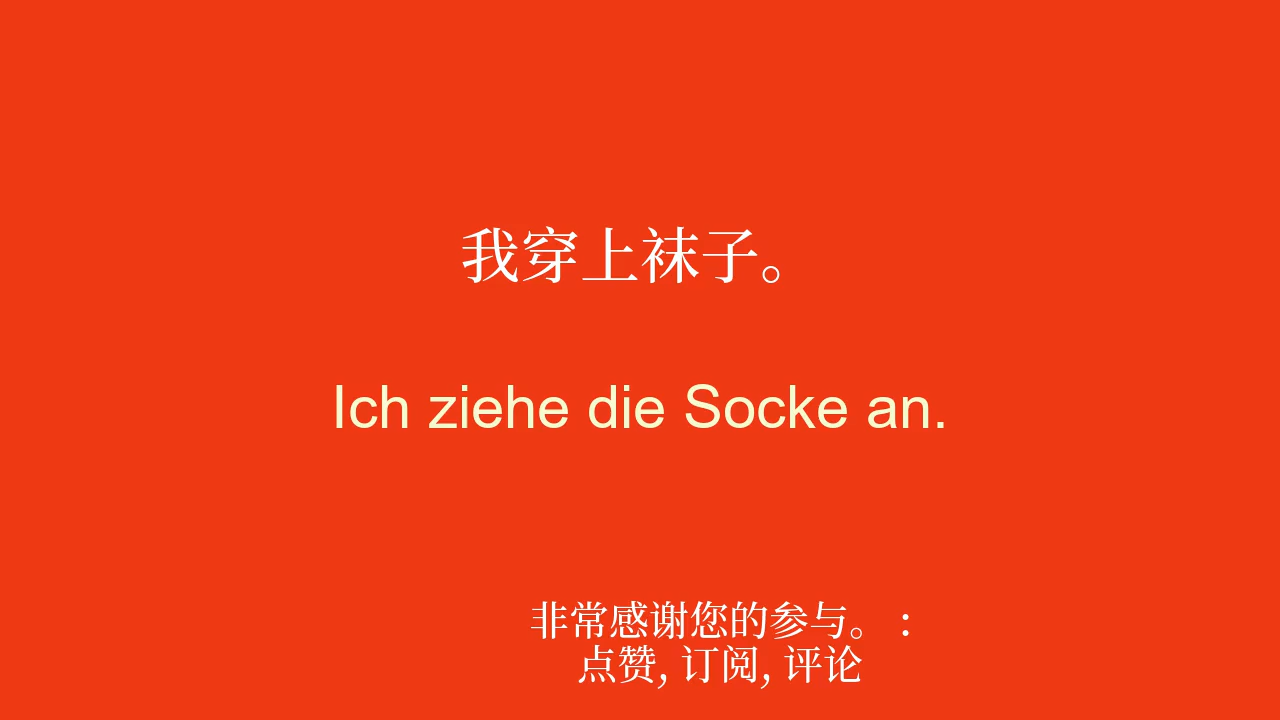 我穿上袜子。
Ich ziehe die Socke an.
非常感谢您的参与。 :
点赞, 订阅, 评论